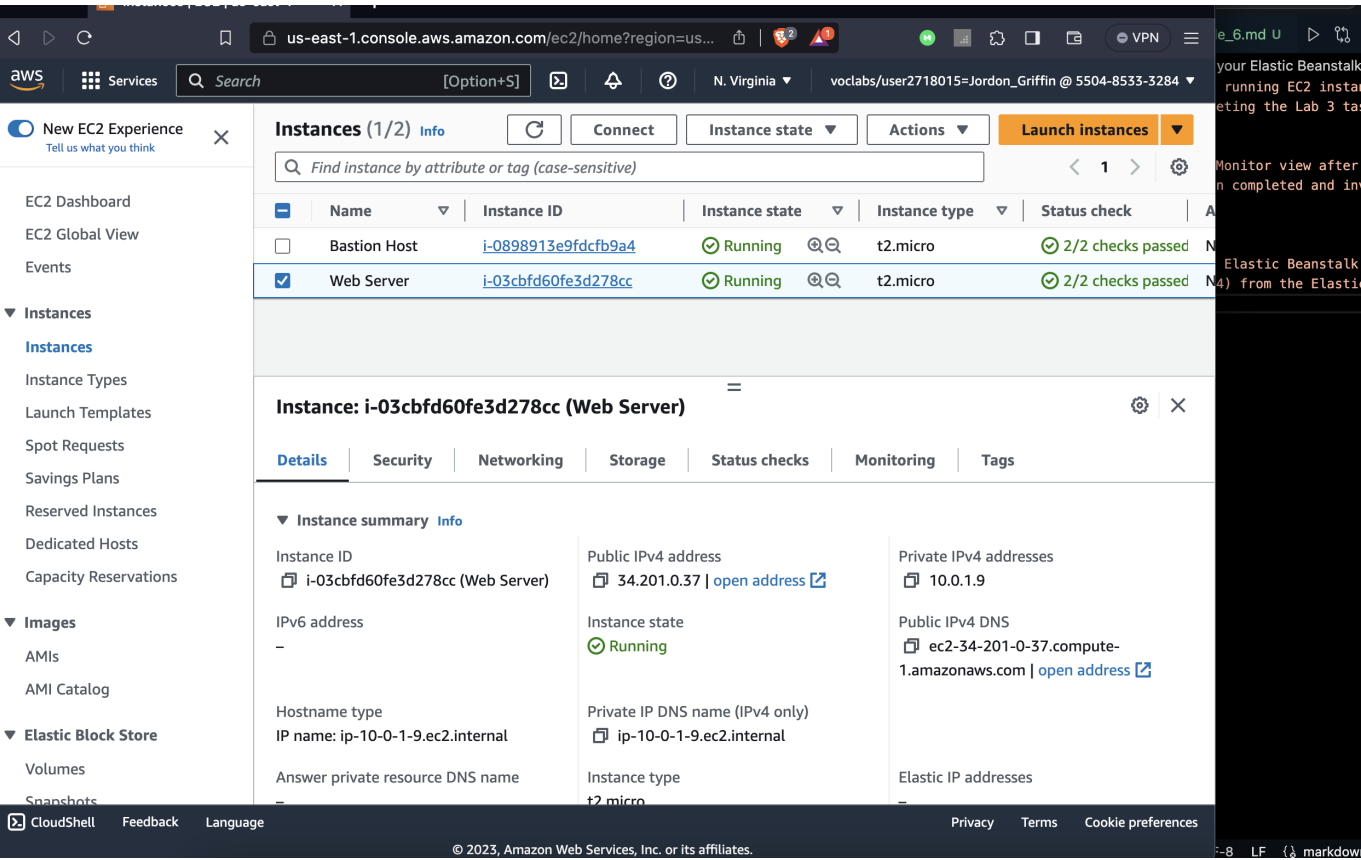 us-east-1.console.aws.amazon.com/ec2/home?region=us... 2 1 VPN
aws Services Search [Option+S] N. Virginia voclabs/user2718015=Jordon_Griffin @ 5504-8533-3284
New EC2 Experience
Tell us what you think
EC2 Dashboard
EC2 Global View
Events
Instances
Instances
Instance Types
Launch Templates
Spot Requests
Savings Plans
Reserved Instances
Dedicated Hosts
Capacity Reservations
Images
AMIs
AMI Catalog
Elastic Block Store
Volumes
Snapshots
Instances (1/2) Info Connect Instance state Actions Launch instances
Find instance by attribute or tag (case-sensitive) 1
Name Instance ID Instance state Instance type Status check A
Bastion Host i-0898913e9fdcfb9a4 Running t2.micro 2/2 checks passed N
Web Server i-03cbfd60fe3d278cc Running t2.micro 2/2 checks passed N
Instance: i-03cbfd60fe3d278cc (Web Server)
Details Security Networking Storage Status checks Monitoring Tags
Instance summary Info
Instance ID
i-03cbfd60fe3d278cc (Web Server)
Public IPv4 address
34.201.0.37 | open address
Private IPv4 addresses
10.0.1.9
IPv6 address
–
Instance state
Running
Public IPv4 DNS
ec2-34-201-0-37.compute-
1.amazonaws.com | open address
Hostname type
IP name: ip-10-0-1-9.ec2.internal
Private IP DNS name (IPv4 only)
ip-10-0-1-9.ec2.internal
Answer private resource DNS name
–
Instance type
t2.micro
Elastic IP addresses
–
CloudShell Feedback Language Privacy Terms Cookie preferences
© 2023, Amazon Web Services, Inc. or its affiliates.
le_6.md U
your Elastic Beanstalk
running EC2 instan
eting the Lab 3 tas
Monitor view after
n completed and inv
Elastic Beanstalk
4) from the Elastic
-8 LF {} markdown